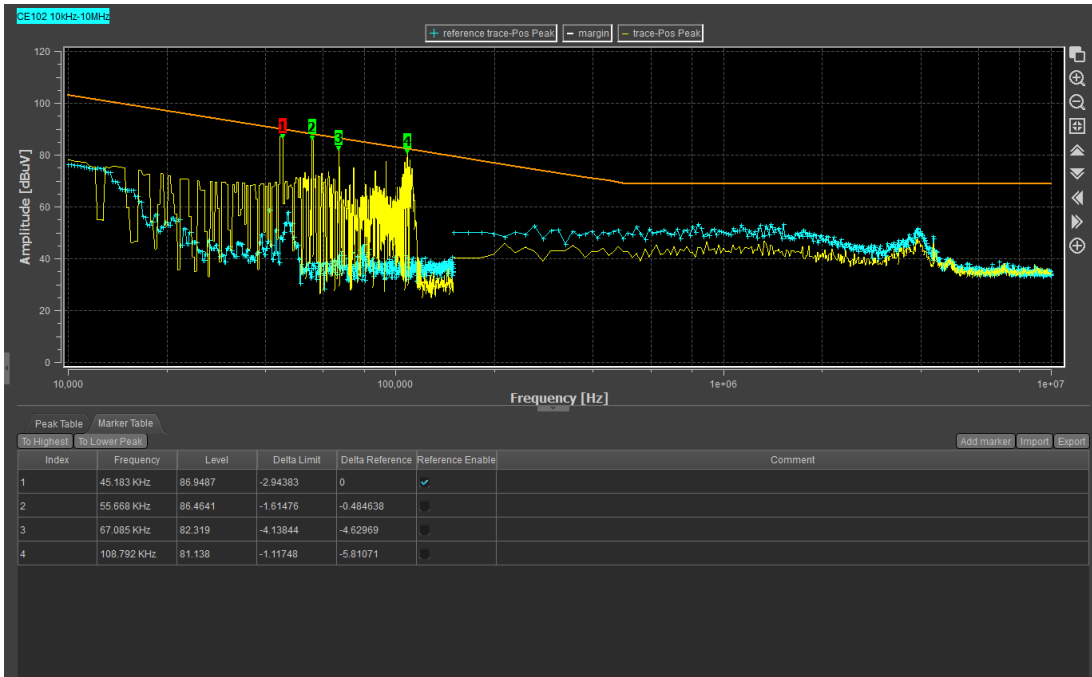 CE102 10kHz-10MHz
reference trace-Pos Peak margin trace-Pos Peak
120
100
80
60
40
20
0
Amplitude [dBuV]
1 2 3 4
10,000 100,000 1e+06 1e+07
Frequency [Hz]
Peak Table Marker Table
To Highest To Lower Peak Add marker Import Export
Index Frequency Level Delta Limit Delta Reference Reference Enable Comment
1 45.183 KHz 86.9487 -2.94383 0
2 55.668 KHz 86.4641 -1.61476 -0.484638
3 67.085 KHz 82.319 -4.13844 -4.62969
4 108.792 KHz 81.138 -1.11748 -5.81071